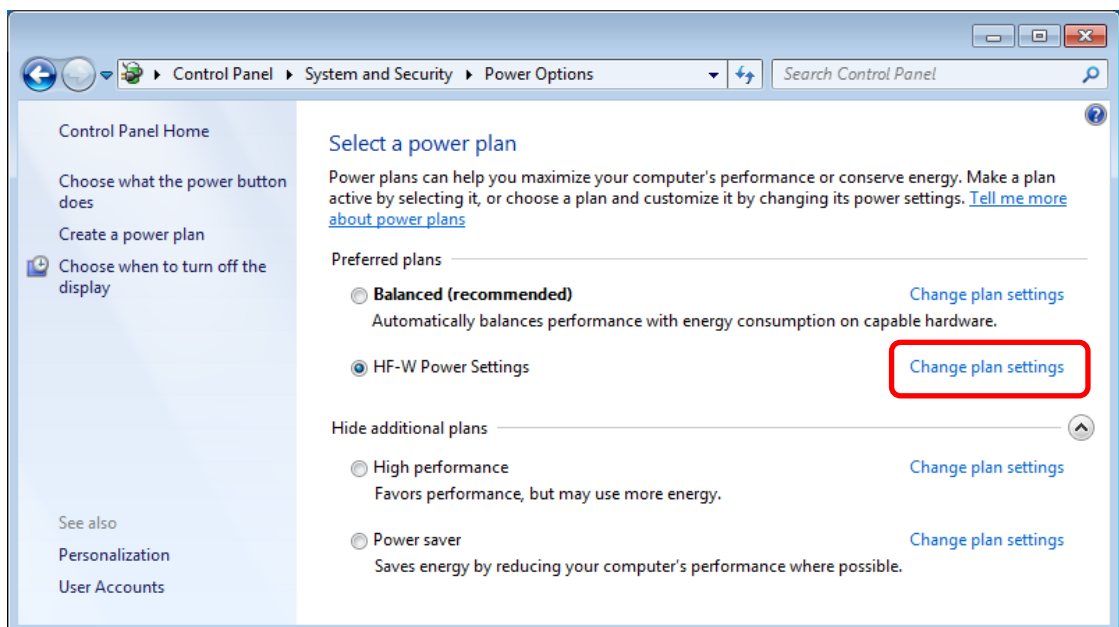 Control Panel ▸ System and Security ▸ Power Options
Search Control Panel
Control Panel Home
Choose what the power button
does
Create a power plan
Choose when to turn off the
display
See also
Personalization
User Accounts
Select a power plan
Power plans can help you maximize your computer's performance or conserve energy. Make a plan
active by selecting it, or choose a plan and customize it by changing its power settings. Tell me more
about power plans
Preferred plans
Balanced (recommended) Change plan settings
Automatically balances performance with energy consumption on capable hardware.
HF-W Power Settings Change plan settings
Hide additional plans
High performance Change plan settings
Favors performance, but may use more energy.
Power saver Change plan settings
Saves energy by reducing your computer's performance where possible.